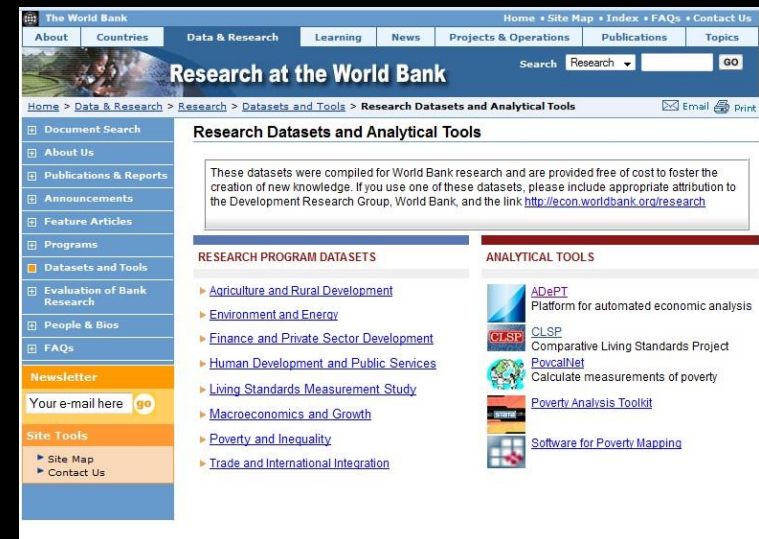 The World Bank
Home • Site Map • Index • FAQs • Contact Us
About Countries Data & Research Learning News Projects & Operations Publications Topics
Research at the World Bank
Search Research GO
Home > Data & Research > Research > Datasets and Tools > Research Datasets and Analytical Tools
Email Print
Document Search
About Us
Publications & Reports
Announcements
Feature Articles
Programs
Datasets and Tools
Evaluation of Bank
Research
People & Bios
FAQs
Newsletter
Your e-mail here go
Site Tools
Site Map
Contact Us
Research Datasets and Analytical Tools
These datasets were compiled for World Bank research and are provided free of cost to foster the
creation of new knowledge. If you use one of these datasets, please include appropriate attribution to
the Development Research Group, World Bank, and the link http://econ.worldbank.org/research
RESEARCH PROGRAM DATASETS
Agriculture and Rural Development
Environment and Energy
Finance and Private Sector Development
Human Development and Public Services
Living Standards Measurement Study
Macroeconomics and Growth
Poverty and Inequality
Trade and International Integration
ANALYTICAL TOOLS
ADePT
Platform for automated economic analysis
CLSP
CLSP
Comparative Living Standards Project
PovcalNet
Calculate measurements of poverty
Poverty Analysis Toolkit
Software for Poverty Mapping